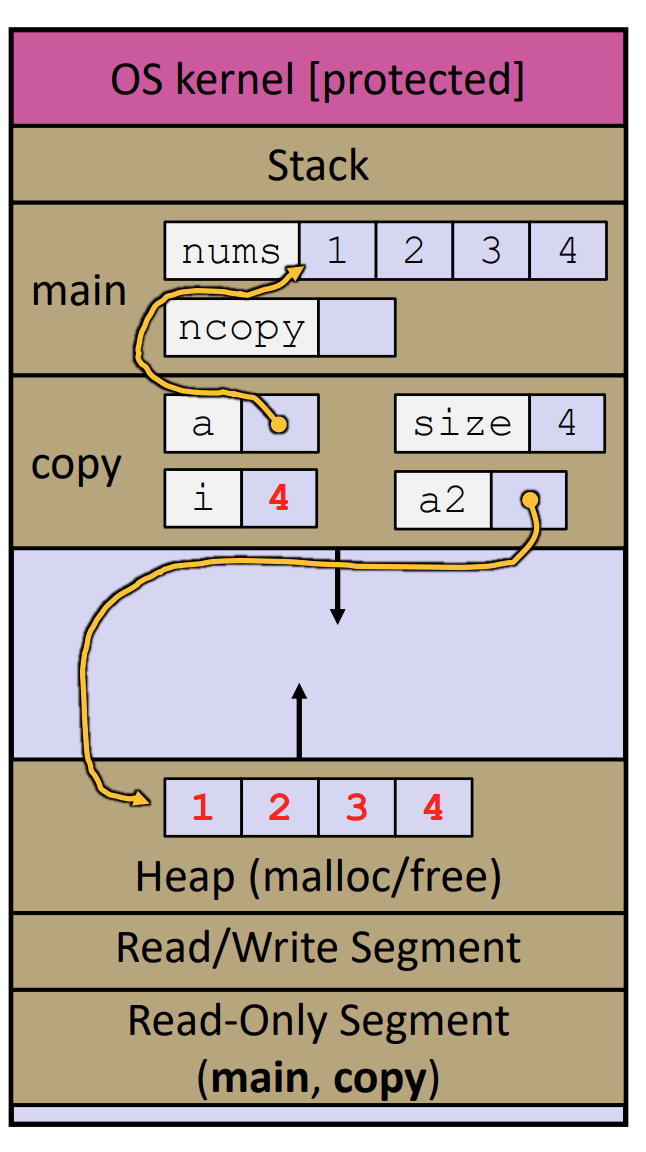 OS kernel [protected]
Stack
main
nums 1 2 3 4
ncopy
copy
a
size 4
i 4
a2
1 2 3 4
Heap (malloc/free)
Read/Write Segment
Read-Only Segment
(main, copy)